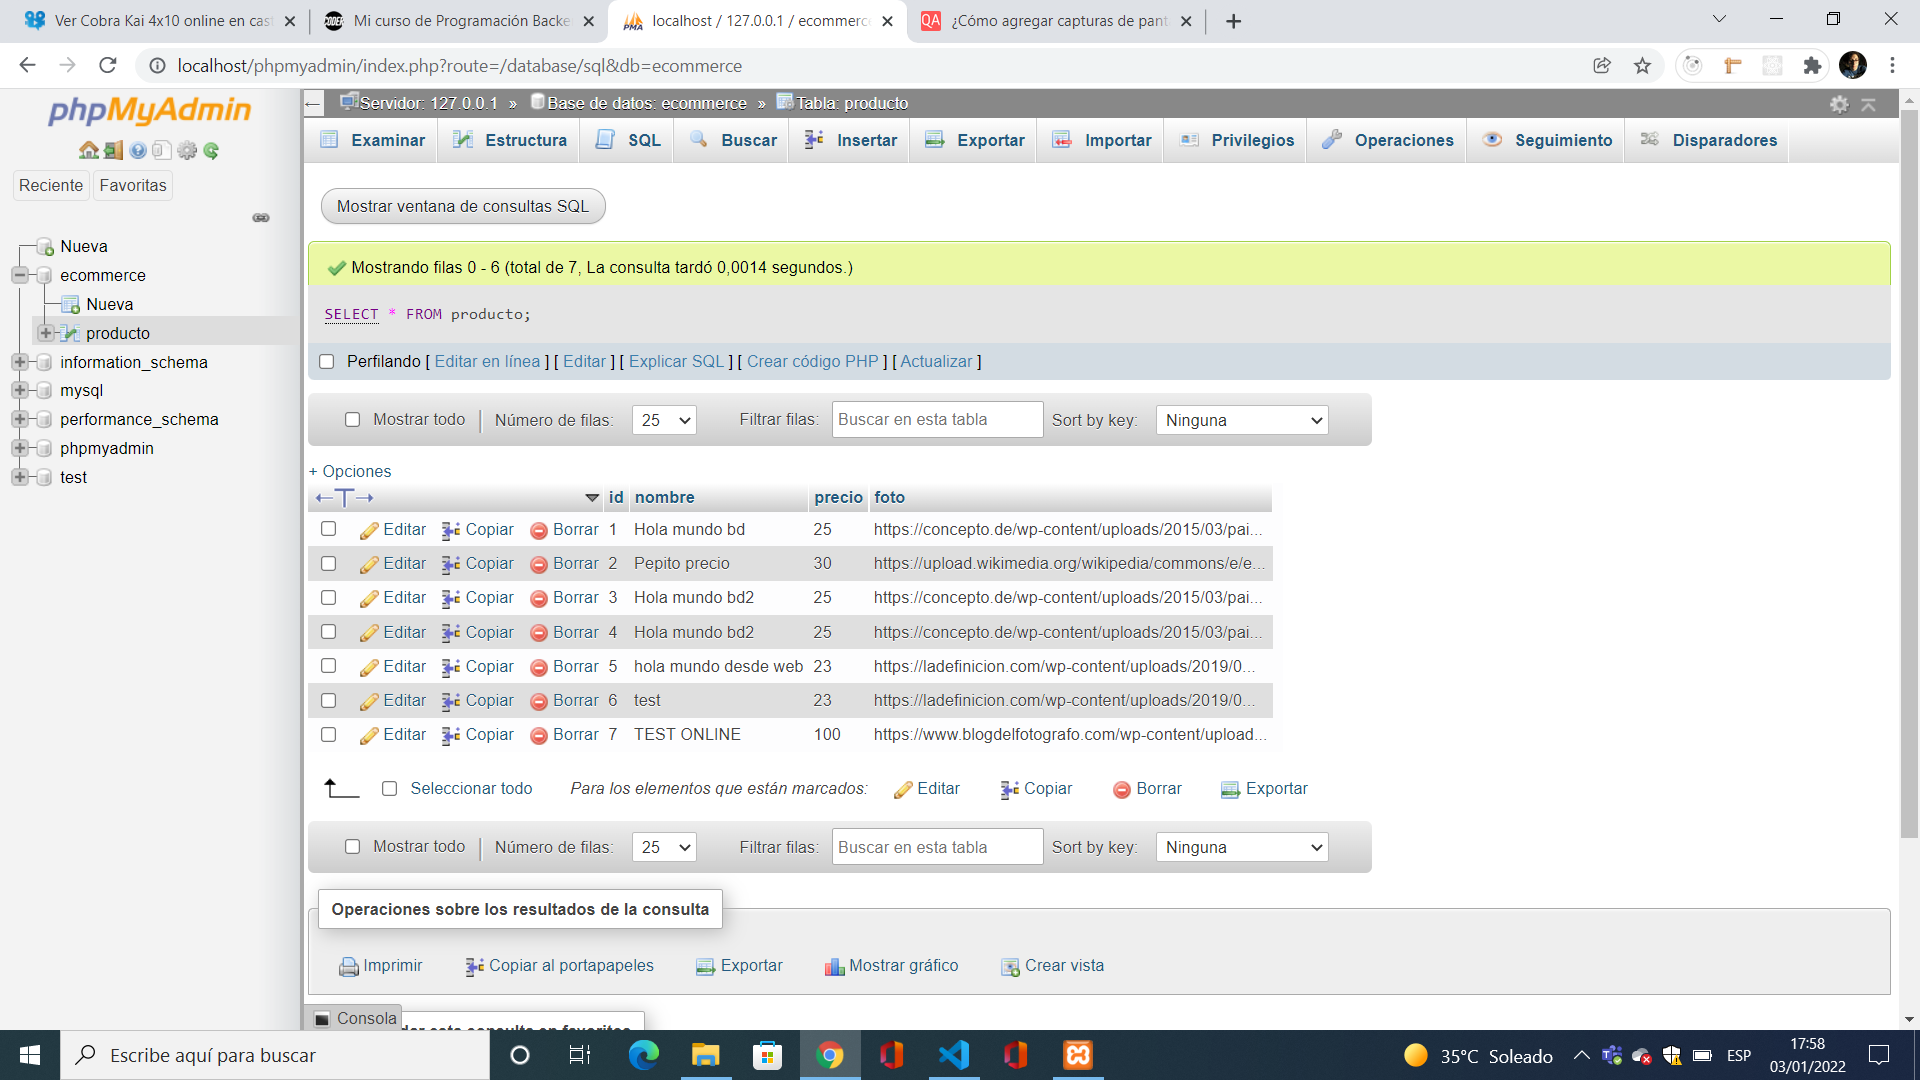 Ver Cobra Kai 4x10 online en cast
Mi curso de Programación Backe
localhost / 127.0.0.1 / ecommerce
QA ¿Cómo agregar capturas de pant
localhost/phpmyadmin/index.php?route=/database/sql&db=ecommerce
phpMyAdmin
Reciente Favoritas
Nueva
ecommerce
Nueva
producto
information_schema
mysql
performance_schema
phpmyadmin
test
Servidor: 127.0.0.1 » Base de datos: ecommerce » Tabla: producto
Examinar Estructura SQL Buscar Insertar Exportar Importar Privilegios Operaciones Seguimiento Disparadores
Mostrar ventana de consultas SQL
Mostrando filas 0 - 6 (total de 7, La consulta tardó 0,0014 segundos.)
SELECT * FROM producto;
Perfilando [ Editar en línea ] [ Editar ] [ Explicar SQL ] [ Crear código PHP ] [ Actualizar ]
Mostrar todo Número de filas: 25 Filtrar filas: Buscar en esta tabla Sort by key: Ninguna
+ Opciones
←T→ id nombre precio foto
Editar Copiar Borrar 1 Hola mundo bd 25 https://concepto.de/wp-content/uploads/2015/03/pai...
Editar Copiar Borrar 2 Pepito precio 30 https://upload.wikimedia.org/wikipedia/commons/e/e...
Editar Copiar Borrar 3 Hola mundo bd2 25 https://concepto.de/wp-content/uploads/2015/03/pai...
Editar Copiar Borrar 4 Hola mundo bd2 25 https://concepto.de/wp-content/uploads/2015/03/pai...
Editar Copiar Borrar 5 hola mundo desde web 23 https://ladefinicion.com/wp-content/uploads/2019/0...
Editar Copiar Borrar 6 test 23 https://ladefinicion.com/wp-content/uploads/2019/0...
Editar Copiar Borrar 7 TEST ONLINE 100 https://www.blogdelfotografo.com/wp-content/upload...
Seleccionar todo Para los elementos que están marcados: Editar Copiar Borrar Exportar
Mostrar todo Número de filas: 25 Filtrar filas: Buscar en esta tabla Sort by key: Ninguna
Operaciones sobre los resultados de la consulta
Imprimir Copiar al portapapeles Exportar Mostrar gráfico Crear vista
Consola
esta consulta en favoritos
Escribe aquí para buscar
35°C Soleado
ESP
17:58
03/01/2022